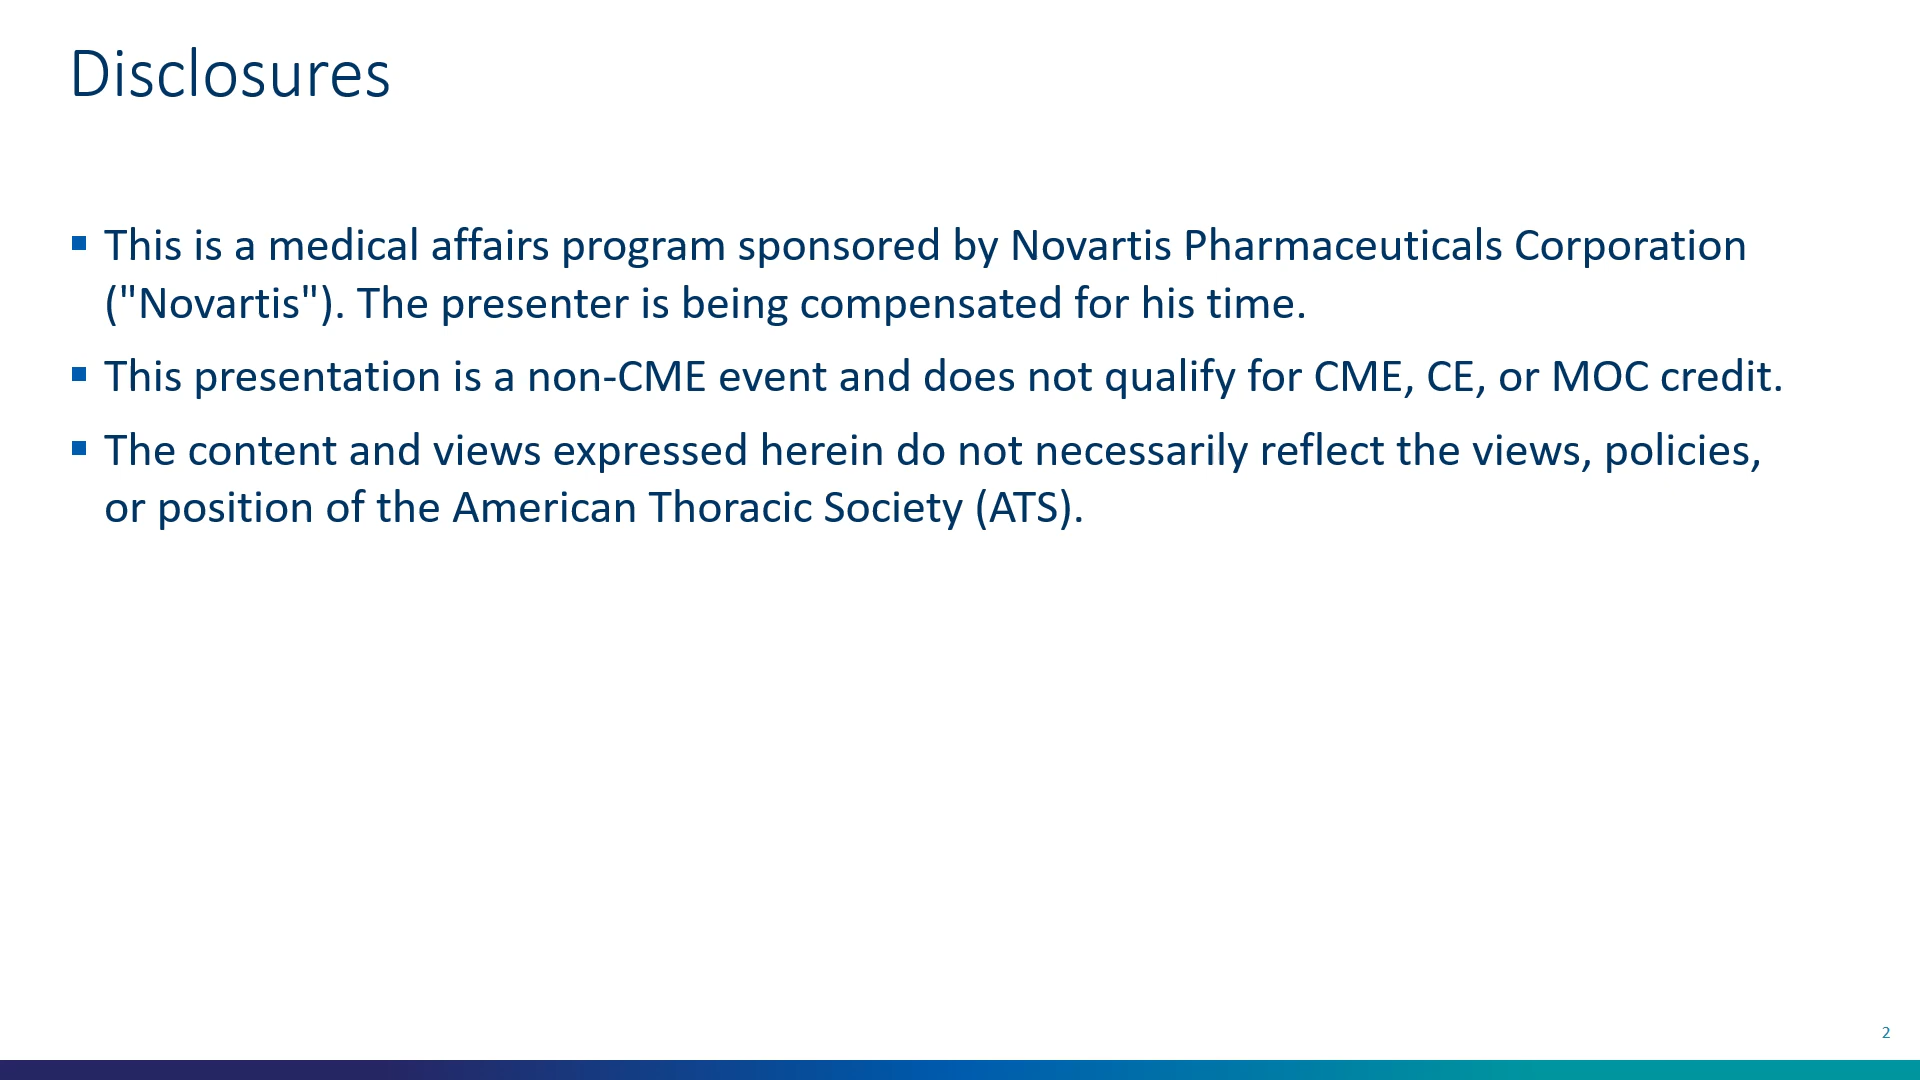 Disclosures
▪ This is a medical affairs program sponsored by Novartis Pharmaceuticals Corporation
("Novartis"). The presenter is being compensated for his time.
▪ This presentation is a non-CME event and does not qualify for CME, CE, or MOC credit.
▪ The content and views expressed herein do not necessarily reflect the views, policies,
or position of the American Thoracic Society (ATS).
2